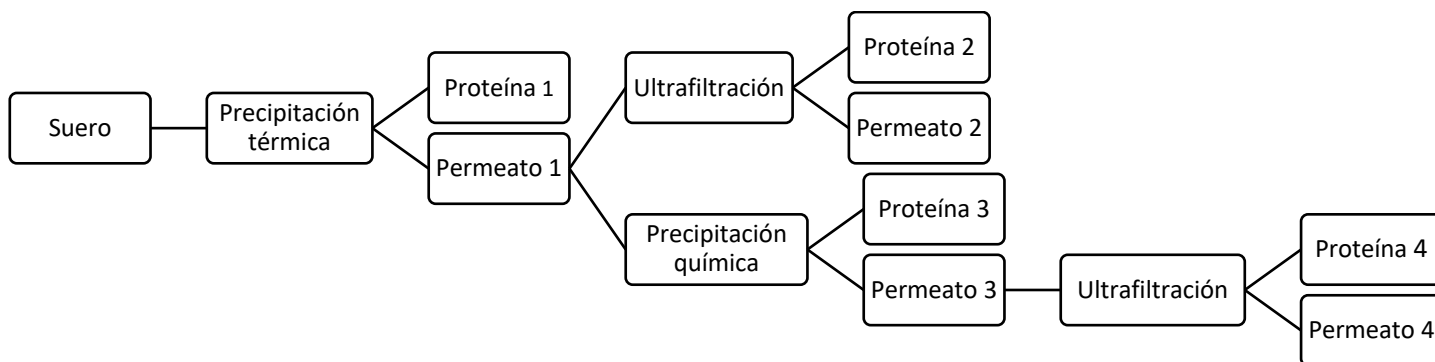 Suero
Precipitación
térmica
Proteína 1
Permeato 1
Ultrafiltración
Proteína 2
Permeato 2
Precipitación
química
Proteína 3
Permeato 3
Ultrafiltración
Proteína 4
Permeato 4